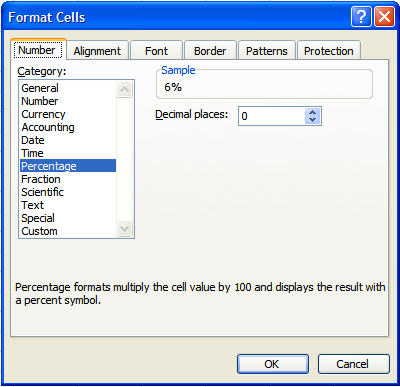 Format Cells
Number Alignment Font Border Patterns Protection
Category:
General
Number
Currency
Accounting
Date
Time
Percentage
Fraction
Scientific
Text
Special
Custom
Sample
6%
Decimal places: 0
Percentage formats multiply the cell value by 100 and displays the result with
a percent symbol.
OK Cancel